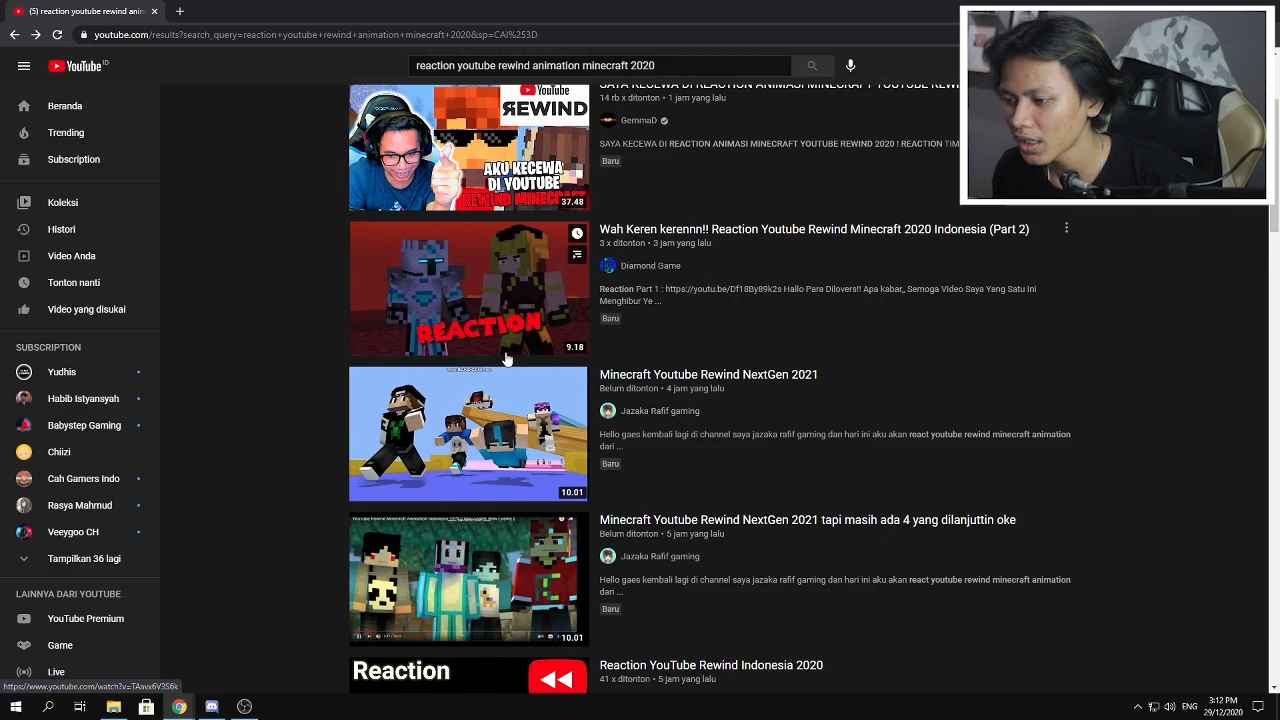 (5) reaction youtube rewind anim
youtube.com/results?search_query=reaction+youtube+rewind+animation+minecraft+2020&sp=CAI%253D
YouTube ID
reaction youtube rewind animation minecraft 2020
Beranda
Trending
Subscription
Koleksi
Histori
Video Anda
Tonton nanti
Video yang disukai
SUBSCRIPTION
Yudhis
Habib Istyansyah
Babystep Gaming
Chiizi
Cah Gamers Indo
Rasya Mahmud
Veeygoo CH
Tampilkan 36 lagi
LAINNYA DARI YOUTUBE
YouTube Premium
Game
Live
YouTube
REWIND
AKU KECEWA
DI YOUTUBE
REWIND MINECRAFT
37.48
SAYA KECEWA DI REACTION ANIMASI MINECRAFT YOUTUBE REWIN
14 rb x ditonton • 1 jam yang lalu
GemmaD
SAYA KECEWA DI REACTION ANIMASI MINECRAFT YOUTUBE REWIND 2020 ! REACTION TIM
Baru
REACTION
9.18
Wah Keren kerennn!! Reaction Youtube Rewind Minecraft 2020 Indonesia (Part 2)
3 x ditonton • 3 jam yang lalu
Diamond Game
Reaction Part 1 : https://youtu.be/Df18By89k2s Hallo Para Dilovers!! Apa kabar,, Semoga Video Saya Yang Satu Ini
Menghibur Ye ...
Baru
10.01
Minecraft Youtube Rewind NextGen 2021
Belum ditonton • 4 jam yang lalu
Jazaka Rafif gaming
Hello gaes kembali lagi di channel saya jazaka rafif gaming dan hari ini aku akan react youtube rewind minecraft animation
dari ...
Baru
10.01
Minecraft Youtube Rewind NextGen 2021 tapi masih ada 4 yang dilanjuttin oke
Belum ditonton • 5 jam yang lalu
Jazaka Rafif gaming
Hello gaes kembali lagi di channel saya jazaka rafif gaming dan hari ini aku akan react youtube rewind minecraft animation
dari ...
Baru
Reaction
Reaction YouTube Rewind Indonesia 2020
41 x ditonton • 5 jam yang lalu
https://www.youtube.com/watch?v=TAavx6V3S6k
ENG
3:12 PM
29/12/2020